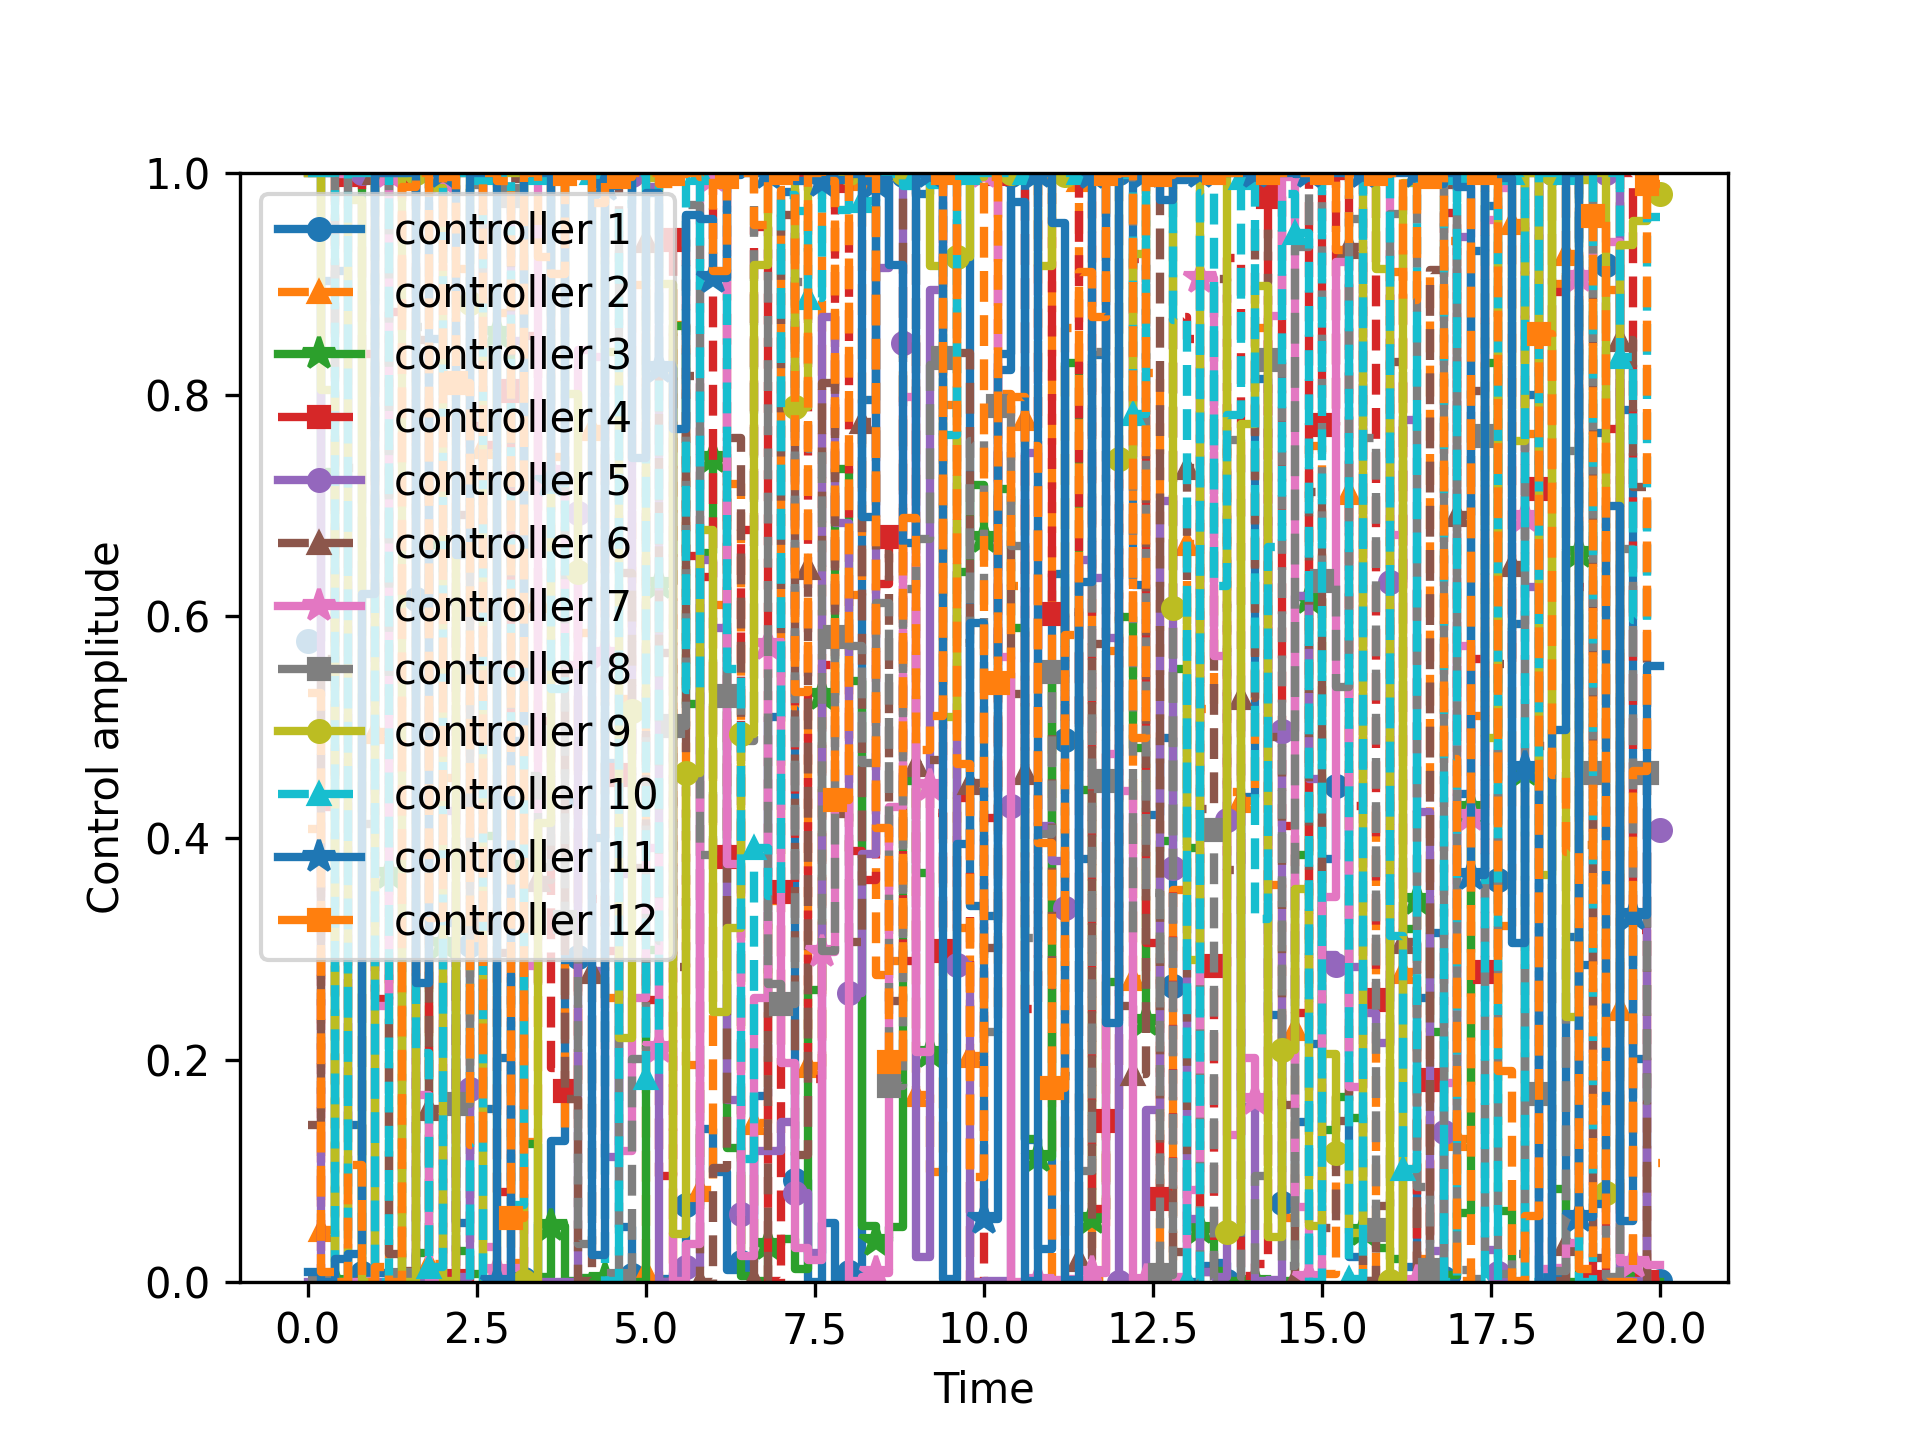 Control amplitude
1.0
0.8
0.6
0.4
0.2
0.0
controller 1
controller 2
controller 3
controller 4
controller 5
controller 6
controller 7
controller 8
controller 9
controller 10
controller 11
controller 12
0.0 2.5 5.0 7.5 10.0 12.5 15.0 17.5 20.0
Time